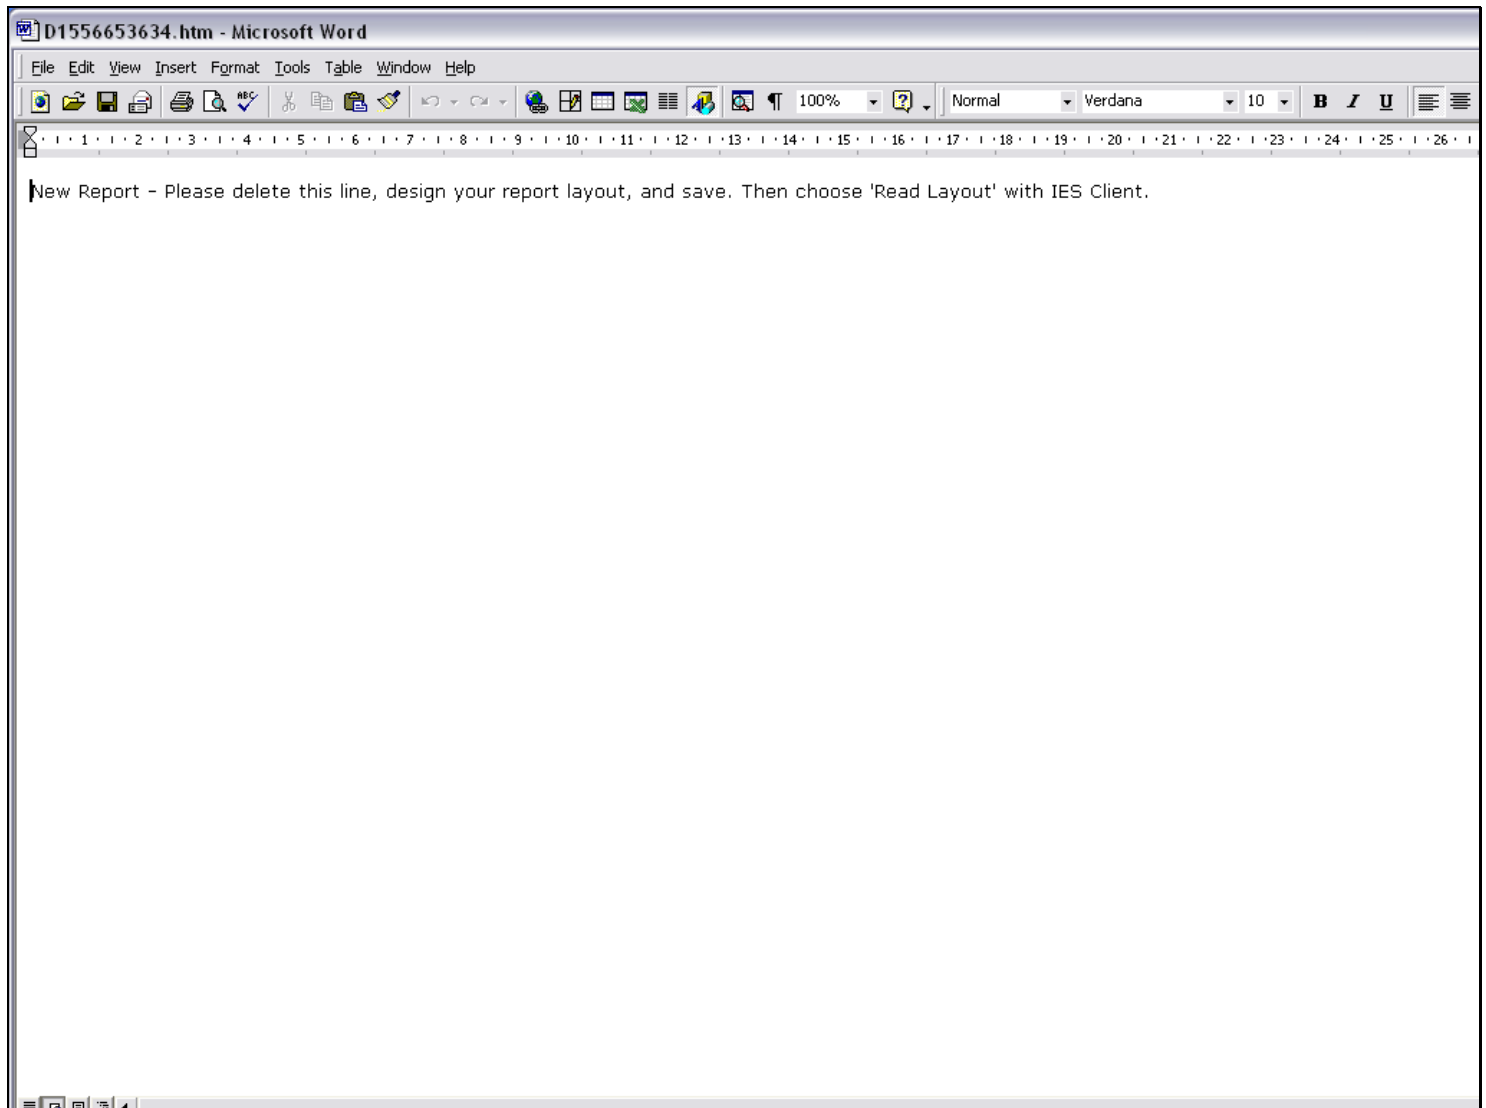 D1556653634.htm - Microsoft Word
File Edit View Insert Format Tools Table Window Help
ABC 100% Normal Verdana 10 B I U
1 2 3 4 5 6 7 8 9 10 11 12 13 14 15 16 17 18 19 20 21 22 23 24 25 26
New Report – Please delete this line, design your report layout, and save. Then choose 'Read Layout' with IES Client.